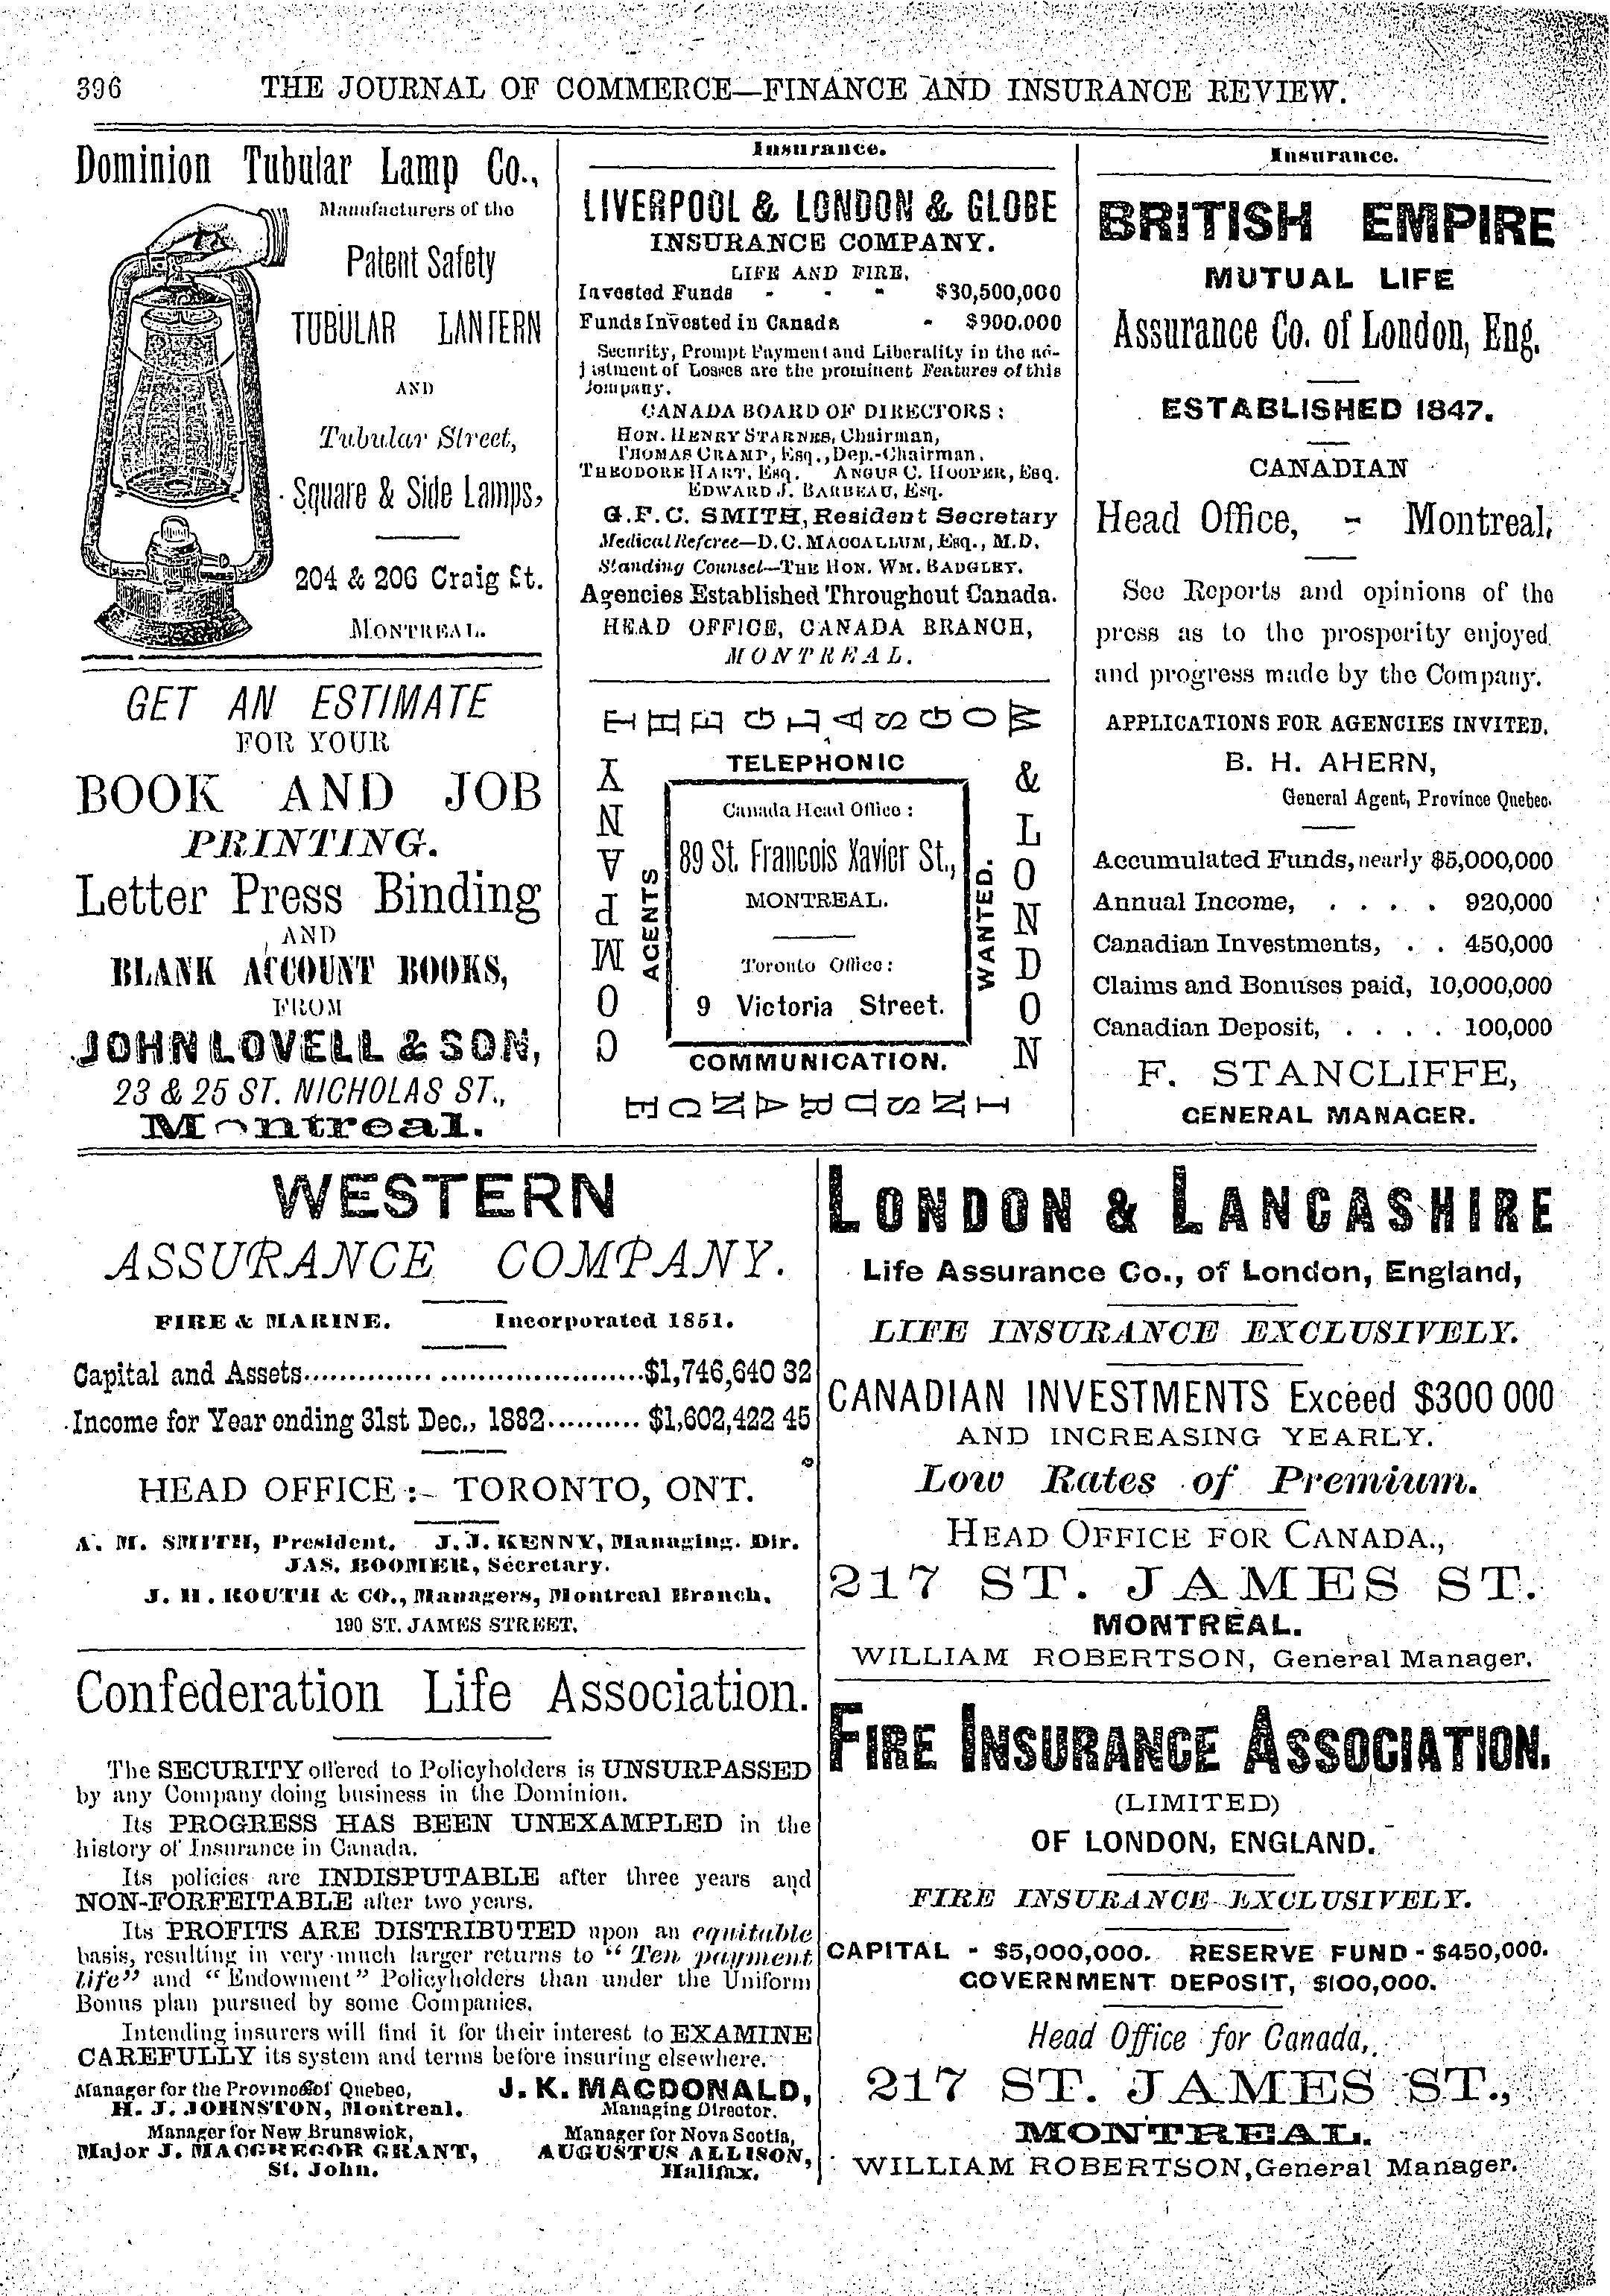 396 THE JOURNAL OF COMMERCE—FINANCE AND INSURANCE REVIEW.
Dominion Tubular Lamp Co.,
Manufacturers of the
Patent Safety
TUBULAR LANTERN
AND
Tubular Street,
Square & Side Lamps,
204 & 206 Craig St.
MONTREAL.
GET AN ESTIMATE
FOR YOUR
BOOK AND JOB
PRINTING.
Letter Press Binding
AND
BLANK ACCOUNT BOOKS,
FROM
JOHN LOVELL & SON,
23 & 25 ST. NICHOLAS ST.,
Montreal.
Insurance.
LIVERPOOL & LONDON & GLOBE
INSURANCE COMPANY.
LIFE AND FIRE.
Invested Funds - - - $30,500,000
Funds Invested in Canada - $900.000
Security, Prompt Payment and Liberality in the ad-
justment of Losses are the prominent Features of this
Company.
CANADA BOARD OF DIRECTORS:
HON. HENRY STARNES, Chairman,
THOMAS CRAMP, Esq., Dep.-Chairman.
THEODORE HART, Esq. ANGUS C. HOOPER, Esq.
EDWARD J. BARBEAU, Esq.
G. F. C. SMITH, Resident Secretary
Medical Referee—D. C. MACCALLUM, Esq., M.D.
Standing Counsel—THE HON. WM. BADGLEY.
Agencies Established Throughout Canada.
HEAD OFFICE, CANADA BRANCH,
MONTREAL.
THE GLASGOW
& LONDON
INSURANCE
COMPANY
TELEPHONIC
AGENTS
WANTED.
Canada Head Office:
89 St. Francois Xavier St.,
MONTREAL.
Toronto Office:
9 Victoria Street.
COMMUNICATION.
Insurance.
BRITISH EMPIRE
MUTUAL LIFE
Assurance Co. of London, Eng.
ESTABLISHED 1847.
CANADIAN
Head Office, - Montreal,
See Reports and opinions of the
press as to the prosperity enjoyed
and progress made by the Company.
APPLICATIONS FOR AGENCIES INVITED.
B. H. AHERN,
General Agent, Province Quebec.
Accumulated Funds, nearly $5,000,000
Annual Income, . . . . 920,000
Canadian Investments, . . 450,000
Claims and Bonuses paid, 10,000,000
Canadian Deposit, . . . . 100,000
F. STANCLIFFE,
GENERAL MANAGER.
WESTERN
ASSURANCE COMPANY.
FIRE & MARINE. Incorporated 1851.
Capital and Assets.....................................$1,746,640 32
Income for Year ending 31st Dec., 1882.......... $1,602,422 45
HEAD OFFICE:- TORONTO, ONT.
A. M. SMITH, President. J. J. KENNY, Managing. Dir.
JAS. BOOMER, Secretary.
J. H. ROUTH & CO., Managers, Montreal Branch,
190 ST. JAMES STREET.
Confederation Life Association.
The SECURITY offered to Policyholders is UNSURPASSED
by any Company doing business in the Dominion.
Its PROGRESS HAS BEEN UNEXAMPLED in the
history of Insurance in Canada.
Its policies are INDISPUTABLE after three years and
NON-FORFEITABLE after two years.
Its PROFITS ARE DISTRIBUTED upon an equitable
basis, resulting in very much larger returns to "Ten payment
life" and "Endowment" Policyholders than under the Uniform
Bonus plan pursued by some Companies.
Intending insurers will find it for their interest to EXAMINE
CAREFULLY its system and terms before insuring elsewhere.
Manager for the Province of Quebec,
H. J. JOHNSTON, Montreal.
Manager for New Brunswick,
Major J. MACGREGOR GRANT,
St. John.
J. K. MACDONALD,
Managing Director.
Manager for Nova Scotia,
AUGUSTUS ALLISON,
Halifax.
LONDON & LANCASHIRE
Life Assurance Co., of London, England,
LIFE INSURANCE EXCLUSIVELY.
CANADIAN INVESTMENTS Exceed $300 000
AND INCREASING YEARLY.
Low Rates of Premium.
HEAD OFFICE FOR CANADA.,
217 ST. JAMES ST.
MONTREAL.
WILLIAM ROBERTSON, General Manager.
FIRE INSURANCE ASSOCIATION.
(LIMITED)
OF LONDON, ENGLAND.
FIRE INSURANCE EXCLUSIVELY.
CAPITAL - $5,000,000. RESERVE FUND - $450,000.
GOVERNMENT DEPOSIT, $100,000.
Head Office for Canada,
217 ST. JAMES ST.,
MONTREAL.
WILLIAM ROBERTSON, General Manager.